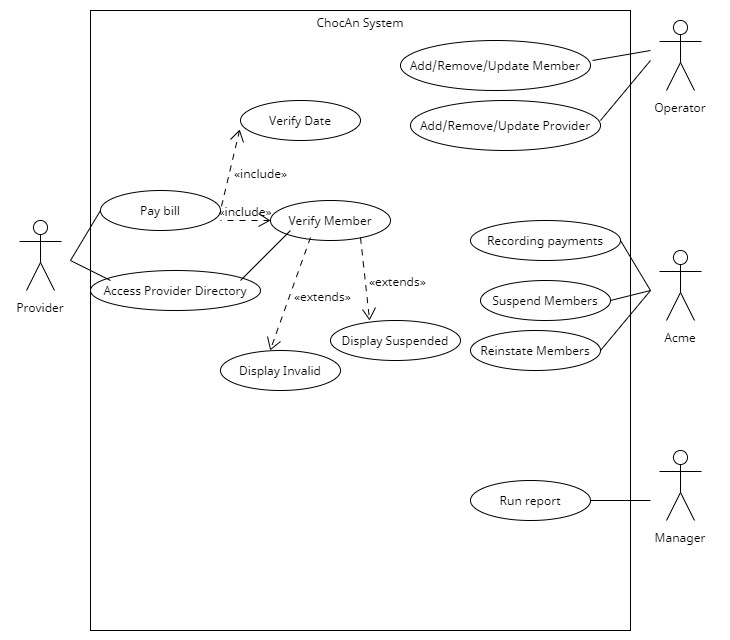 ChocAn System
Add/Remove/Update Member
Operator
Verify Date
Add/Remove/Update Provider
«include»
Pay bill
«include»
Verify Member
Recording payments
Provider
Access Provider Directory
«extends»
«extends»
Suspend Members
Acme
Display Suspended
Reinstate Members
Display Invalid
Run report
Manager